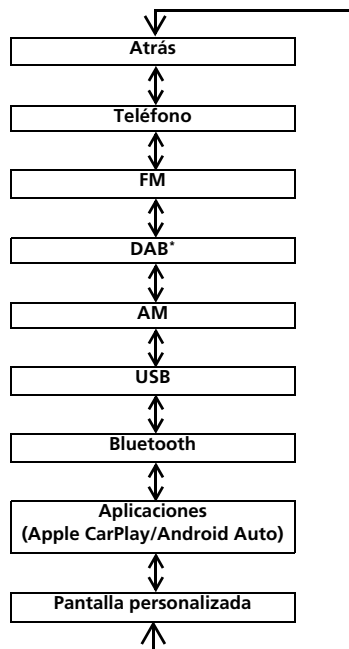 Atrás
Teléfono
FM
DAB*
AM
USB
Bluetooth
Aplicaciones
(Apple CarPlay/Android Auto)
Pantalla personalizada